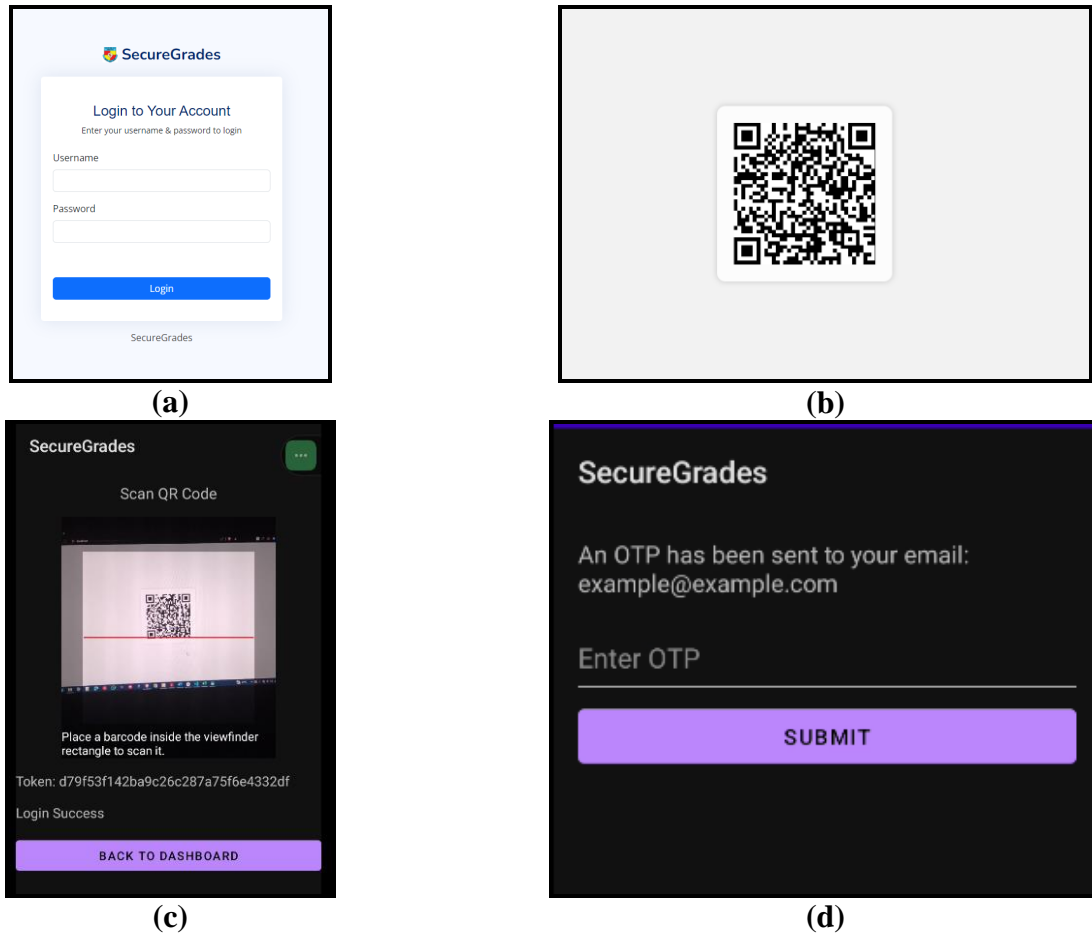 SecureGrades
Login to Your Account
Enter your username & password to login
Username
Password
Login
SecureGrades
(a)
(b)
SecureGrades
...
Scan QR Code
Place a barcode inside the viewfinder
rectangle to scan it.
Token: d79f53f142ba9c26c287a75f6e4332df
Login Success
BACK TO DASHBOARD
(c)
SecureGrades
An OTP has been sent to your email:
example@example.com
Enter OTP
SUBMIT
(d)